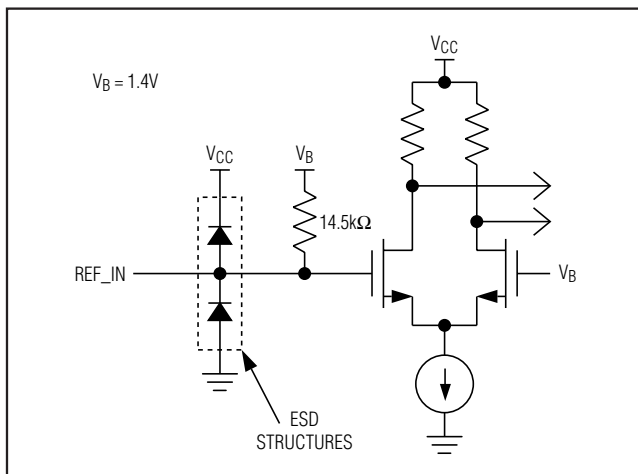 V_CC
V_B = 1.4V
V_CC
V_B
14.5kΩ
REF_IN
V_B
ESD
STRUCTURES